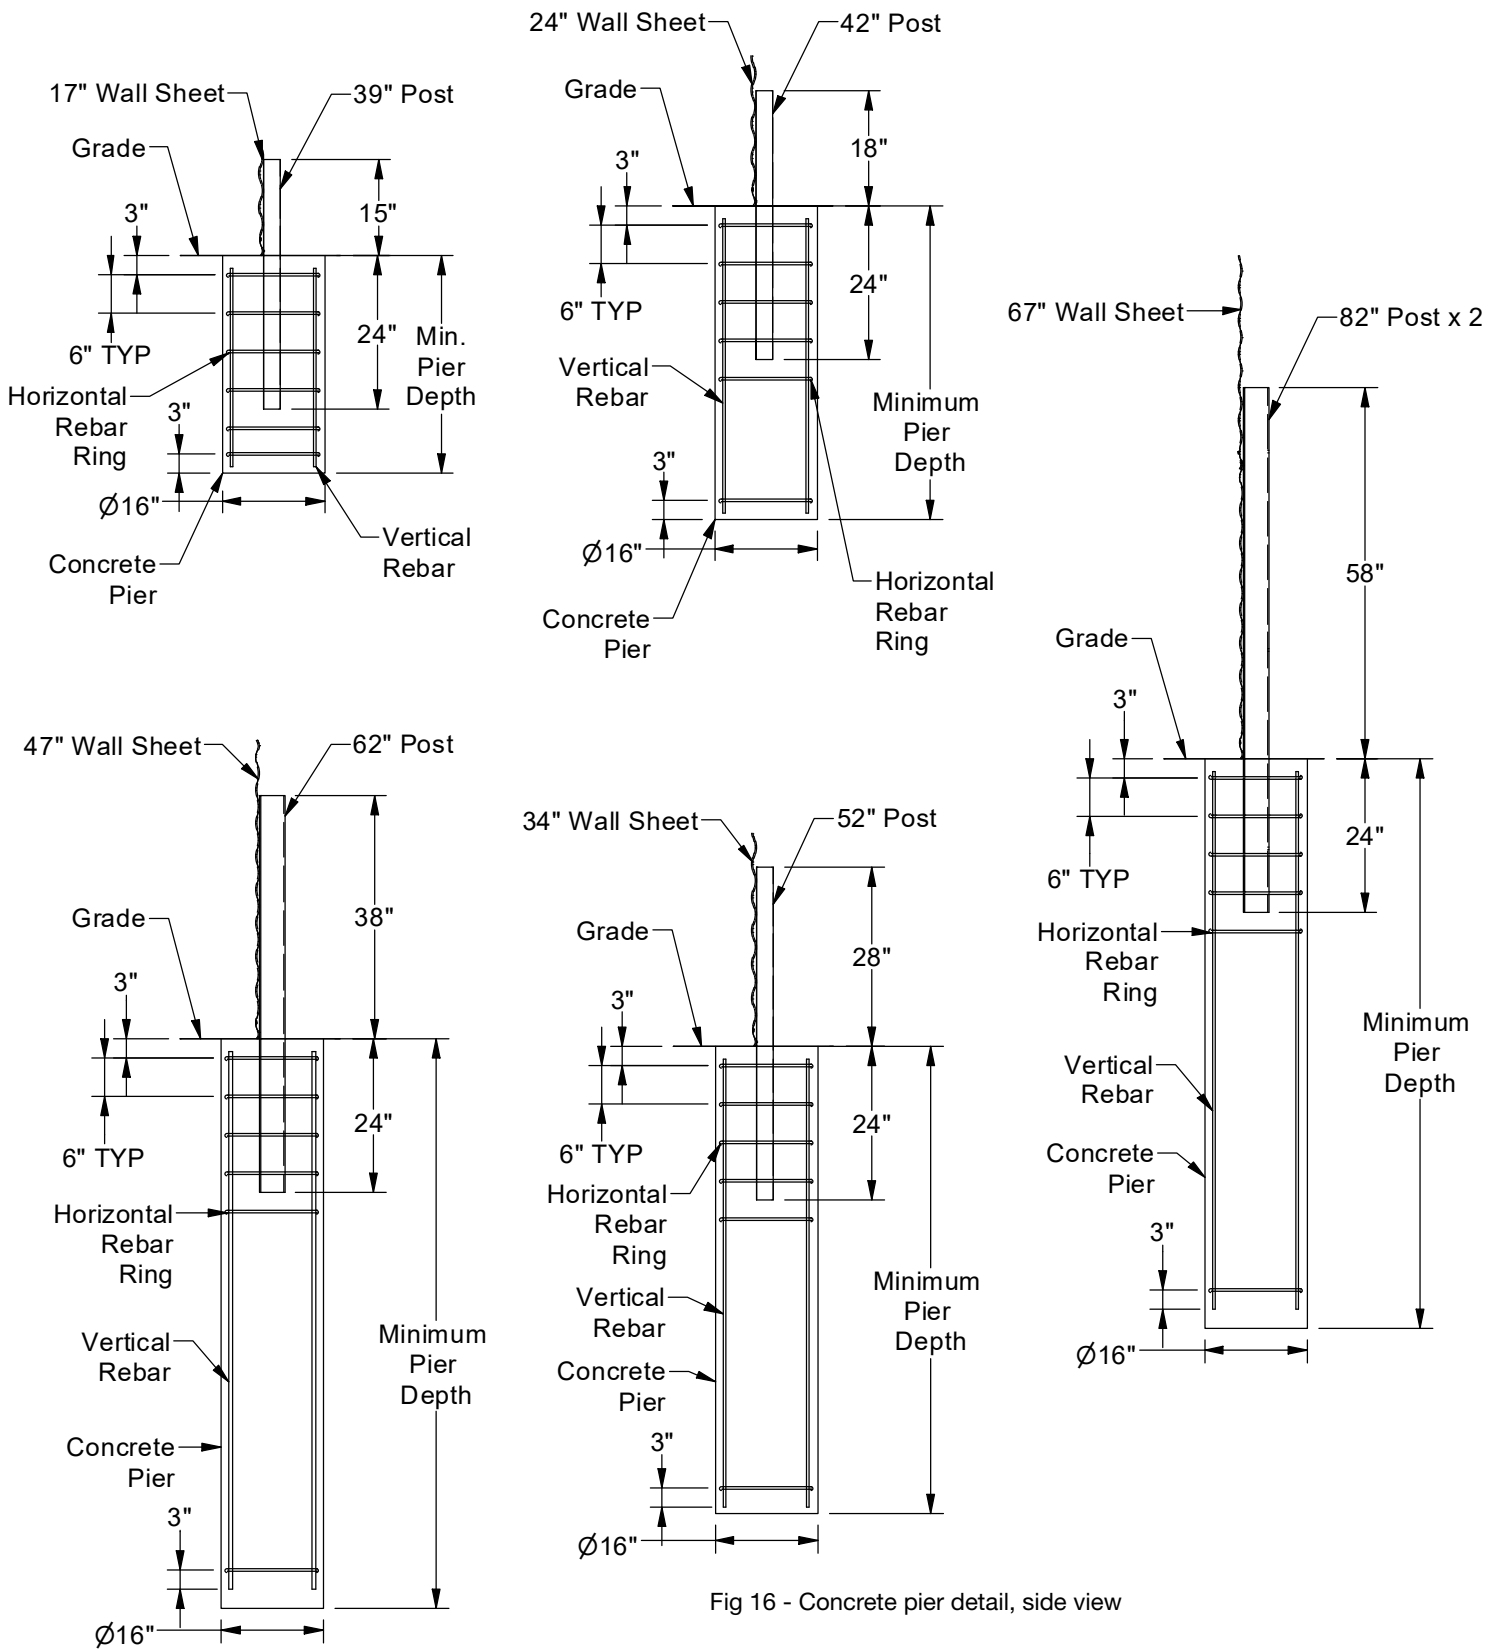 17" Wall Sheet
39" Post
Grade
3"
15"
24"
6" TYP
Min.
Pier
Depth
Horizontal
Rebar
Ring
3"
Ø16"
Vertical
Rebar
Concrete
Pier
24" Wall Sheet
42" Post
Grade
3"
18"
24"
6" TYP
Vertical
Rebar
Minimum
Pier
Depth
3"
Ø16"
Horizontal
Rebar
Ring
Concrete
Pier
67" Wall Sheet
82" Post x 2
58"
Grade
3"
24"
6" TYP
Horizontal
Rebar
Ring
Minimum
Pier
Depth
Vertical
Rebar
Concrete
Pier
3"
Ø16"
47" Wall Sheet
62" Post
38"
Grade
3"
24"
6" TYP
Horizontal
Rebar
Ring
Vertical
Rebar
Minimum
Pier
Depth
Concrete
Pier
3"
Ø16"
34" Wall Sheet
52" Post
Grade
28"
3"
24"
6" TYP
Horizontal
Rebar
Ring
Vertical
Rebar
Minimum
Pier
Depth
Concrete
Pier
3"
Ø16"
Fig 16 - Concrete pier detail, side view